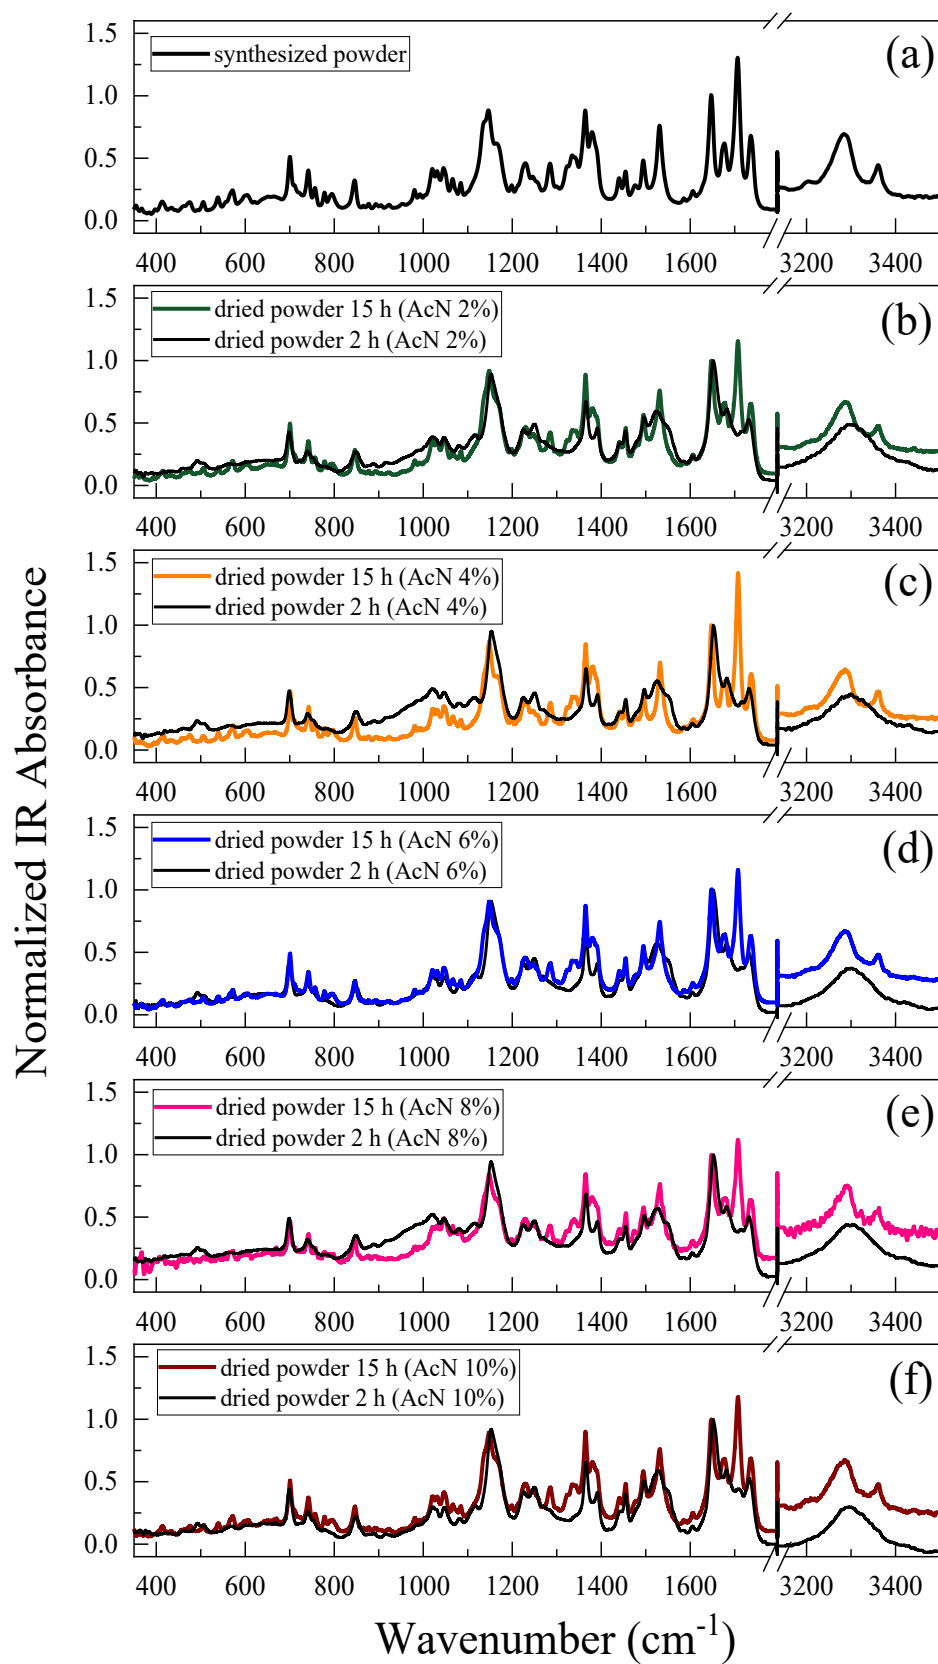 1.5
1.0
0.5
0.0
synthesized powder
(a)
400 600 800 1000 1200 1400 1600 3200 3400
1.5
1.0
0.5
0.0
dried powder 15 h (AcN 2%)
dried powder 2 h (AcN 2%)
(b)
400 600 800 1000 1200 1400 1600 3200 3400
1.5
1.0
0.5
0.0
dried powder 15 h (AcN 4%)
dried powder 2 h (AcN 4%)
(c)
400 600 800 1000 1200 1400 1600 3200 3400
1.5
1.0
0.5
0.0
dried powder 15 h (AcN 6%)
dried powder 2 h (AcN 6%)
(d)
400 600 800 1000 1200 1400 1600 3200 3400
1.5
1.0
0.5
0.0
dried powder 15 h (AcN 8%)
dried powder 2 h (AcN 8%)
(e)
400 600 800 1000 1200 1400 1600 3200 3400
1.5
1.0
0.5
0.0
dried powder 15 h (AcN 10%)
dried powder 2 h (AcN 10%)
(f)
400 600 800 1000 1200 1400 1600 3200 3400
Normalized IR Absorbance
Wavenumber (cm⁻¹)